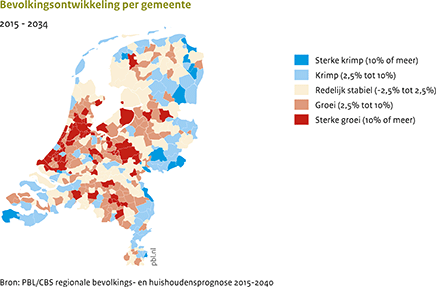 Bevolkingsontwikkeling per gemeente
2015 - 2034
Sterke krimp (10% of meer)
Krimp (2,5% tot 10%)
Redelijk stabiel (-2,5% tot 2,5%)
Groei (2,5% tot 10%)
Sterke groei (10% of meer)
pbl.nl
Bron: PBL/CBS regionale bevolkings- en huishoudensprognose 2015-2040